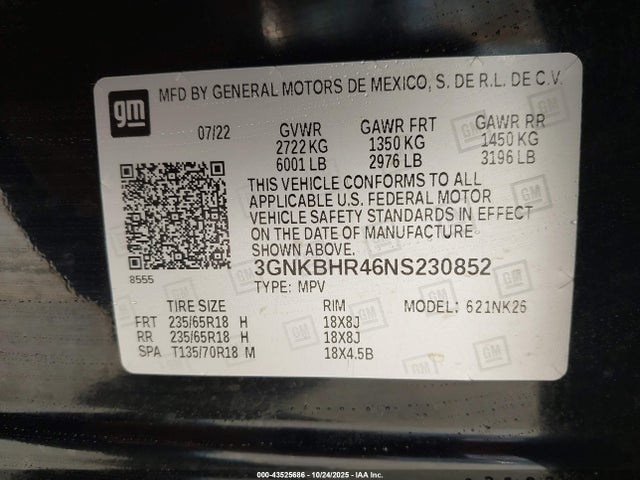 gm
MFD BY GENERAL MOTORS DE MEXICO, S. DE R.L. DE C.V.
07/22 GVWR GAWR FRT GAWR RR
2722 KG 1350 KG 1450 KG
6001 LB 2976 LB 3196 LB
THIS VEHICLE CONFORMS TO ALL
APPLICABLE U.S. FEDERAL MOTOR
VEHICLE SAFETY STANDARDS IN EFFECT
ON THE DATE OF MANUFACTURE
SHOWN ABOVE.
3GNKBHR46NS230852
8555
TYPE: MPV
TIRE SIZE RIM MODEL: 621NK26
FRT 235/65R18 H 18X8J
RR 235/65R18 H 18X8J
SPA T135/70R18 M 18X4.5B
000-43525686 - 10/24/2025 - IAA Inc.